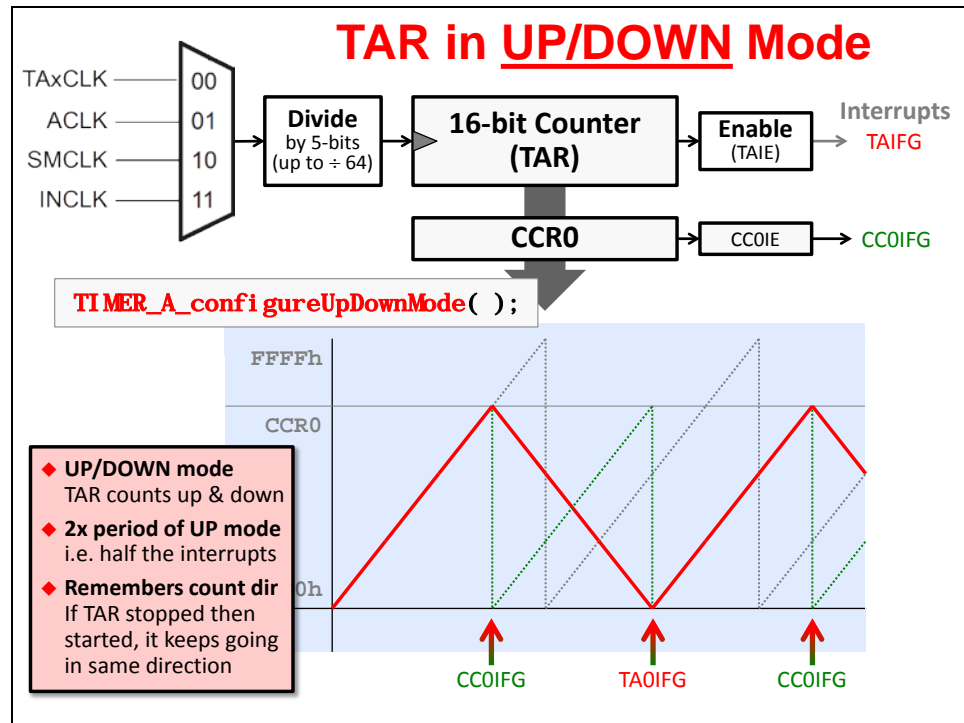 TAR in UP/DOWN Mode
TAxCLK
00
ACLK
01
SMCLK
10
INCLK
11
Divide
by 5-bits
(up to ÷ 64)
16-bit Counter
(TAR)
Enable
(TAIE)
Interrupts
TAIFG
CCR0
CC0IE
CC0IFG
TIMER_A_configureUpDownMode( );
FFFFh
CCR0
0h
◆ UP/DOWN mode
TAR counts up & down
◆ 2x period of UP mode
i.e. half the interrupts
◆ Remembers count dir
If TAR stopped then
started, it keeps going
in same direction
CC0IFG
TA0IFG
CC0IFG